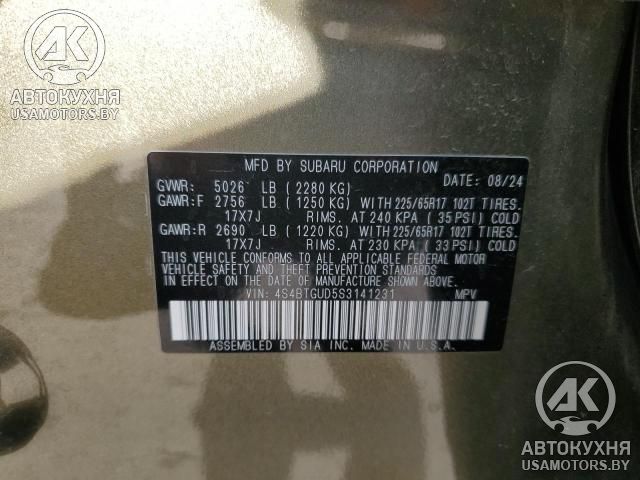 AK
АВТОКУХНЯ
USAMOTORS.BY
MFD BY SUBARU CORPORATION
GVWR: 5026 LB (2280 KG) DATE: 08/24
GAWR:F 2756 LB (1250 KG) WITH 225/65R17 102T TIRES.
17X7J RIMS. AT 240 KPA (35 PSI) COLD
GAWR:R 2690 LB (1220 KG) WITH 225/65R17 102T TIRES.
17X7J RIMS. AT 230 KPA (33 PSI) COLD
THIS VEHICLE CONFORMS TO ALL APPLICABLE FEDERAL MOTOR
VEHICLE SAFETY AND THEFT PREVENTION STANDARDS
IN EFFECT ON THE DATE OF MANUFACTURE SHOWN ABOVE.
VIN: 4S4BTGUD5S3141231 MPV
ASSEMBLED BY SIA INC. MADE IN U.S.A.
AK
АВТОКУХНЯ
USAMOTORS.BY